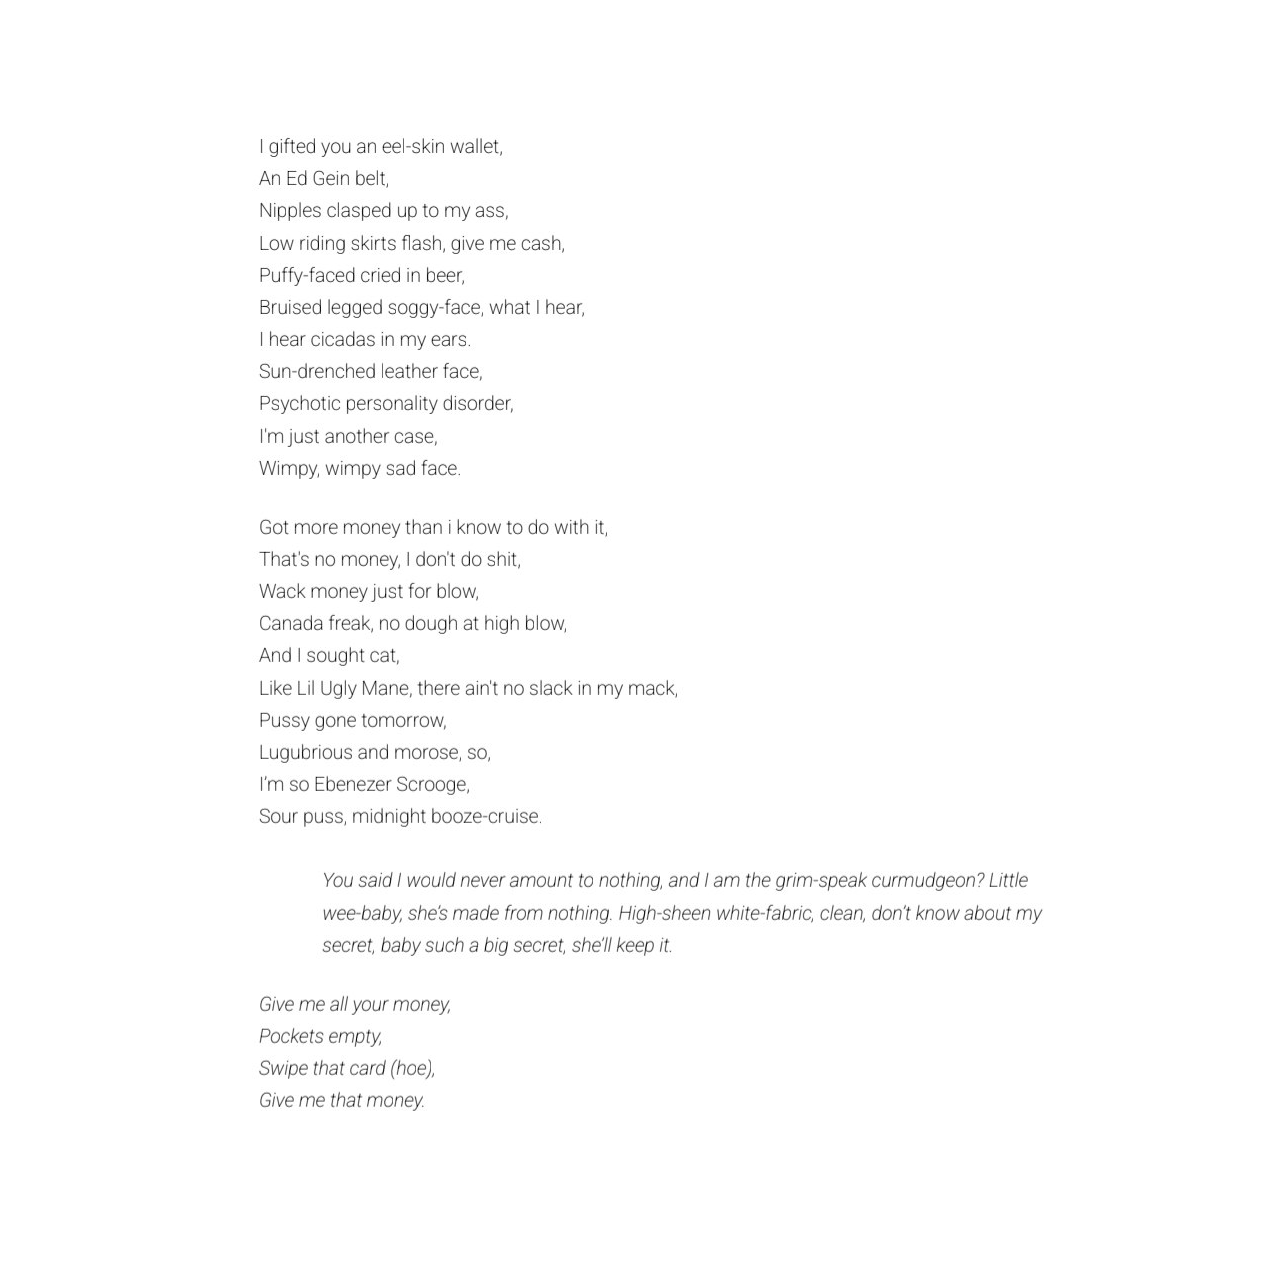 I gifted you an eel-skin wallet,
An Ed Gein belt,
Nipples clasped up to my ass,
Low riding skirts flash, give me cash,
Puffy-faced cried in beer,
Bruised legged soggy-face, what I hear,
I hear cicadas in my ears.
Sun-drenched leather face,
Psychotic personality disorder,
I'm just another case,
Wimpy, wimpy sad face.
Got more money than i know to do with it,
That's no money, I don't do shit,
Wack money just for blow,
Canada freak, no dough at high blow,
And I sought cat,
Like Lil Ugly Mane, there ain't no slack in my mack,
Pussy gone tomorrow,
Lugubrious and morose, so,
I’m so Ebenezer Scrooge,
Sour puss, midnight booze-cruise.
You said I would never amount to nothing, and I am the grim-speak curmudgeon? Little
wee-baby, she’s made from nothing. High-sheen white-fabric, clean, don’t know about my
secret, baby such a big secret, she’ll keep it.
Give me all your money,
Pockets empty,
Swipe that card (hoe),
Give me that money.